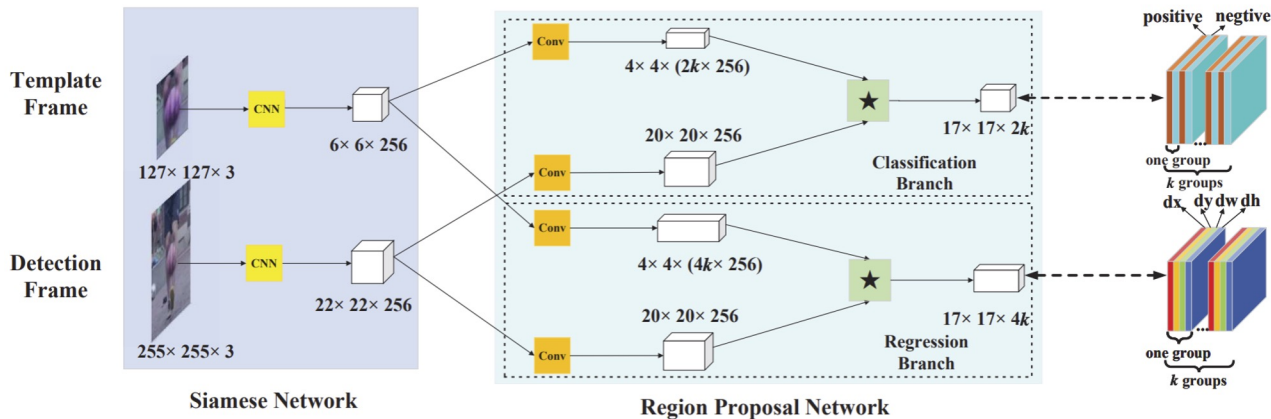 Template
Frame
127× 127× 3
CNN
6× 6× 256
Detection
Frame
255× 255× 3
CNN
22× 22× 256
Siamese Network
Conv
4× 4× (2k× 256)
Conv
20× 20× 256
★
17× 17× 2k
Classification
Branch
Conv
4× 4× (4k× 256)
Conv
20× 20× 256
★
17× 17× 4k
Regression
Branch
Region Proposal Network
positive negtive
...
one group
k groups
dx dy dw dh
...
one group
k groups